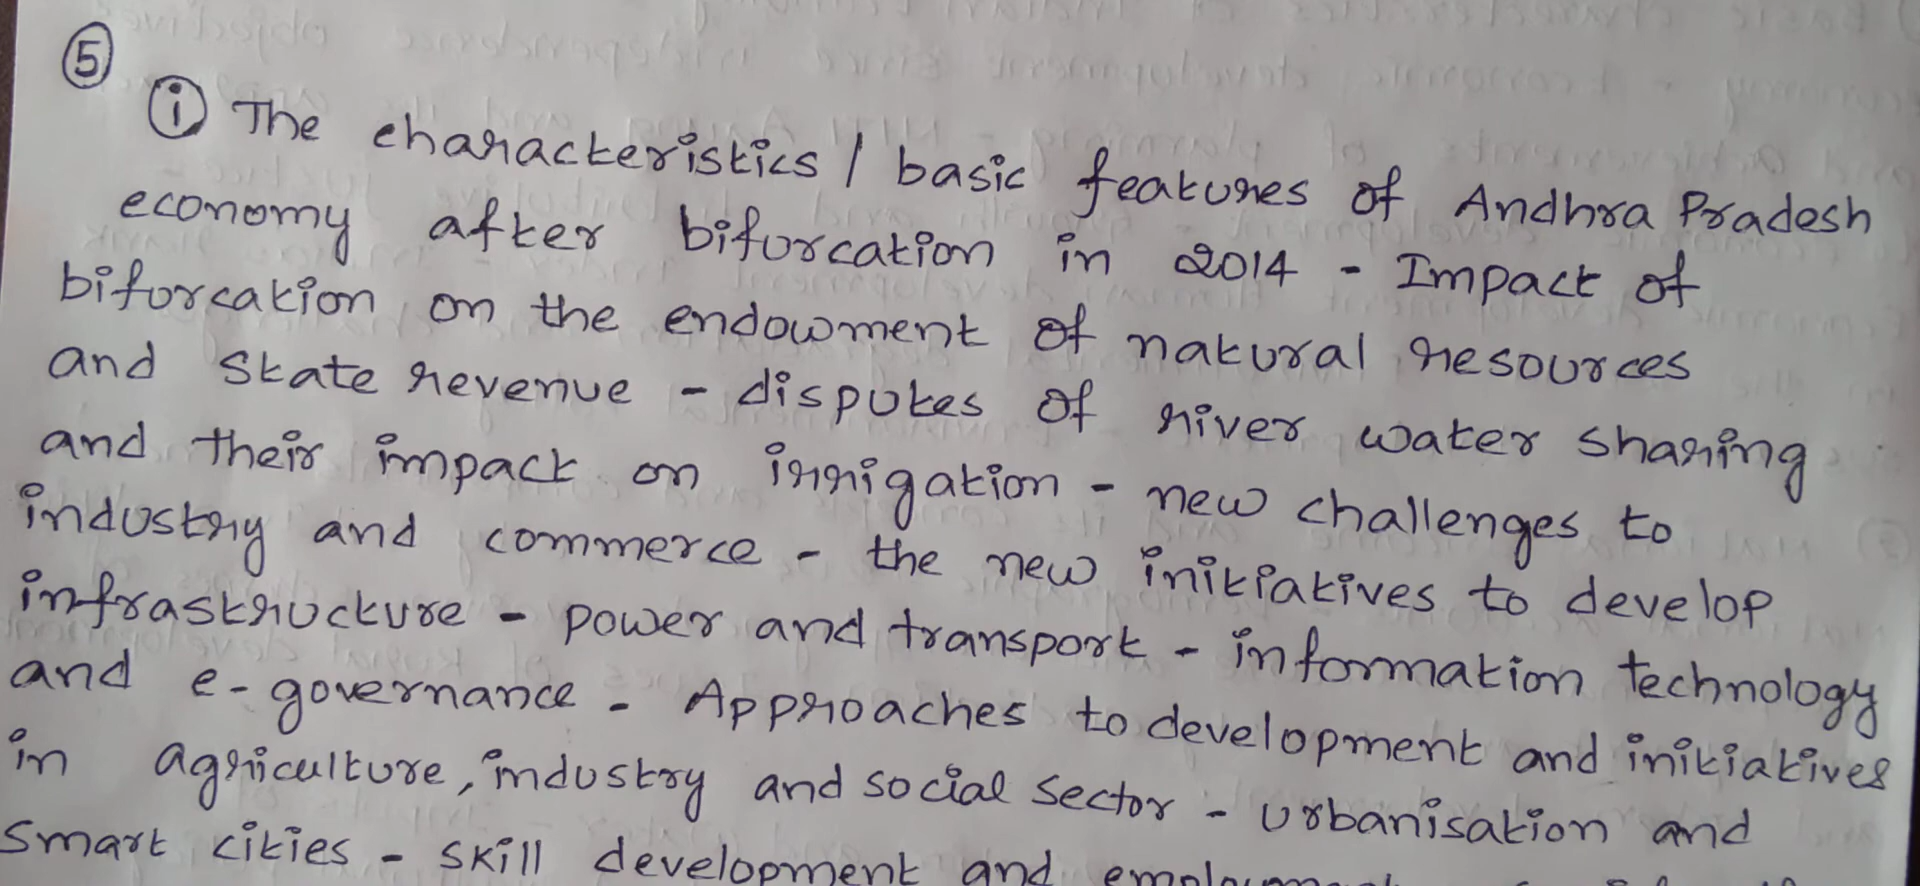 5
i The characteristics / basic features of Andhra Pradesh
economy after bifurcation in 2014 - Impact of
bifurcation on the endowment of natural resources
and State revenue - disputes of river water sharing
and their impact on irrigation - new challenges to
industry and commerce - the new initiatives to develop
infrastructure - power and transport - information technology
and e-governance - Approaches to development and initiatives
in agriculture, industry and social sector - urbanisation and
smart cities - skill development and